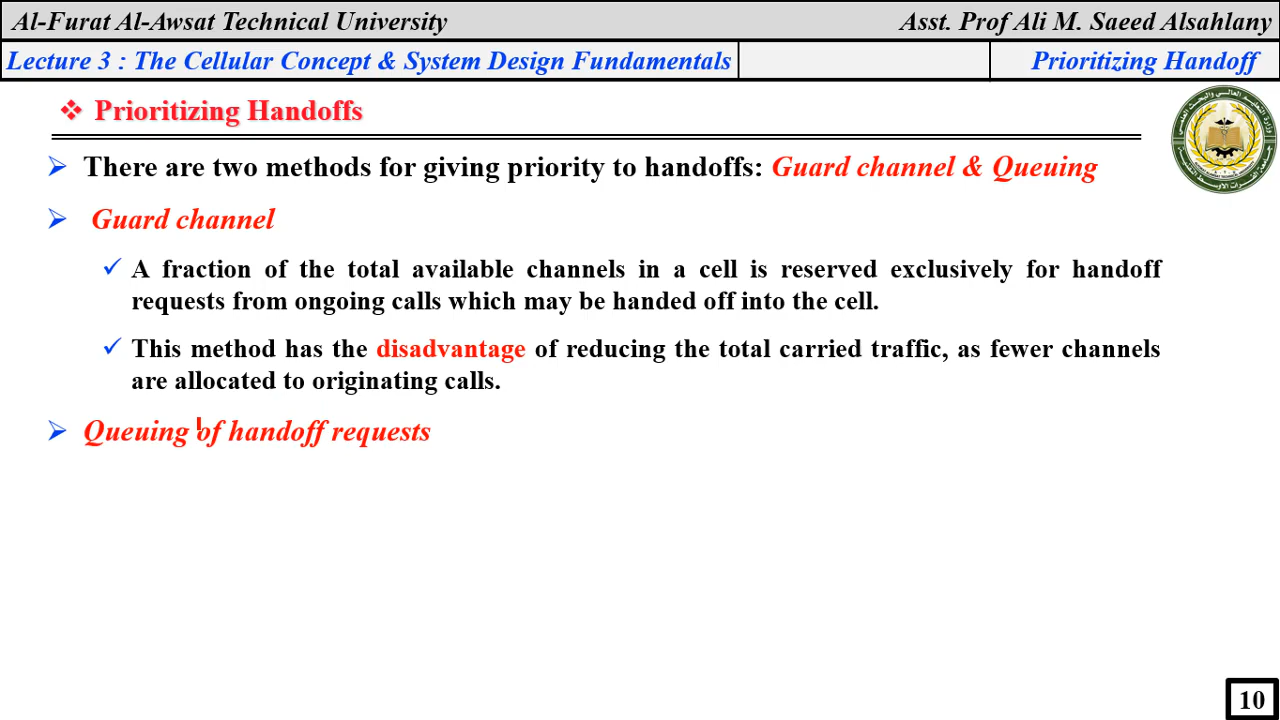 Al-Furat Al-Awsat Technical University
Asst. Prof Ali M. Saeed Alsahlany
Lecture 3 : The Cellular Concept & System Design Fundamentals
Prioritizing Handoff
Prioritizing Handoffs
There are two methods for giving priority to handoffs: Guard channel & Queuing
Guard channel
A fraction of the total available channels in a cell is reserved exclusively for handoff
requests from ongoing calls which may be handed off into the cell.
This method has the disadvantage of reducing the total carried traffic, as fewer channels
are allocated to originating calls.
Queuing of handoff requests
10